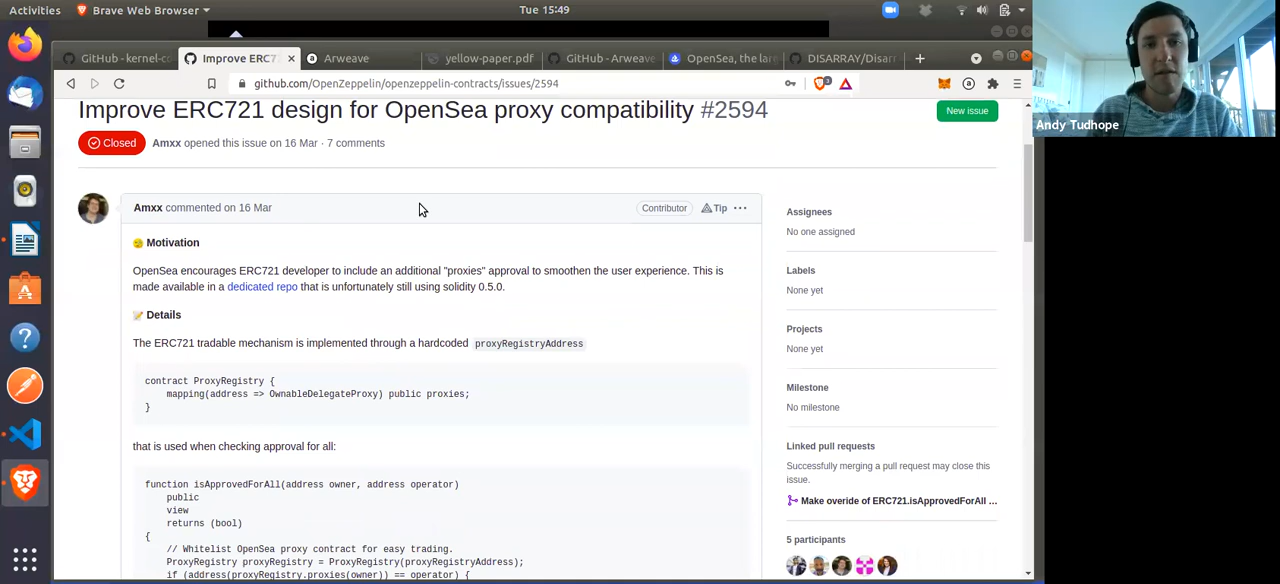 Activities
Brave Web Browser
Tue 15:49
GitHub - kernel-co
Improve ERC7
Arweave
yellow-paper.pdf
GitHub - Arweave
OpenSea, the lar
DISARRAY/Disarr
github.com/OpenZeppelin/openzeppelin-contracts/issues/2594
3
Andy Tudhope
Improve ERC721 design for OpenSea proxy compatibility #2594
New issue
Closed
Amxx opened this issue on 16 Mar · 7 comments
Amxx commented on 16 Mar
Contributor
Tip
Motivation
OpenSea encourages ERC721 developer to include an additional "proxies" approval to smoothen the user experience. This is
made available in a dedicated repo that is unfortunately still using solidity 0.5.0.
Details
The ERC721 tradable mechanism is implemented through a hardcoded proxyRegistryAddress
contract ProxyRegistry {
mapping(address => OwnableDelegateProxy) public proxies;
}
that is used when checking approval for all:
function isApprovedForAll(address owner, address operator)
public
view
returns (bool)
{
// Whitelist OpenSea proxy contract for easy trading.
ProxyRegistry proxyRegistry = ProxyRegistry(proxyRegistryAddress);
if (address(proxyRegistry.proxies(owner)) == operator) {
Assignees
No one assigned
Labels
None yet
Projects
None yet
Milestone
No milestone
Linked pull requests
Successfully merging a pull request may close this
issue.
Make overide of ERC721.isApprovedForAll ...
5 participants